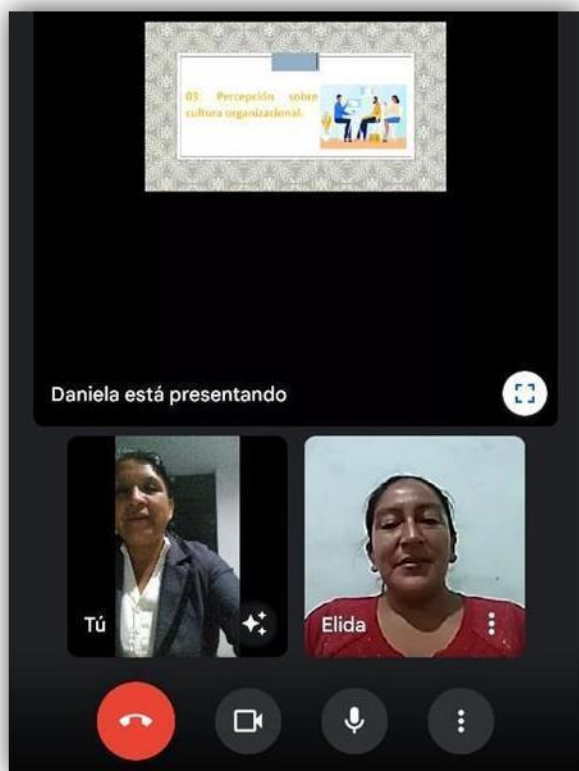 03: Percepción sobre
cultura organizacional.
Daniela está presentando
Tú
Elida